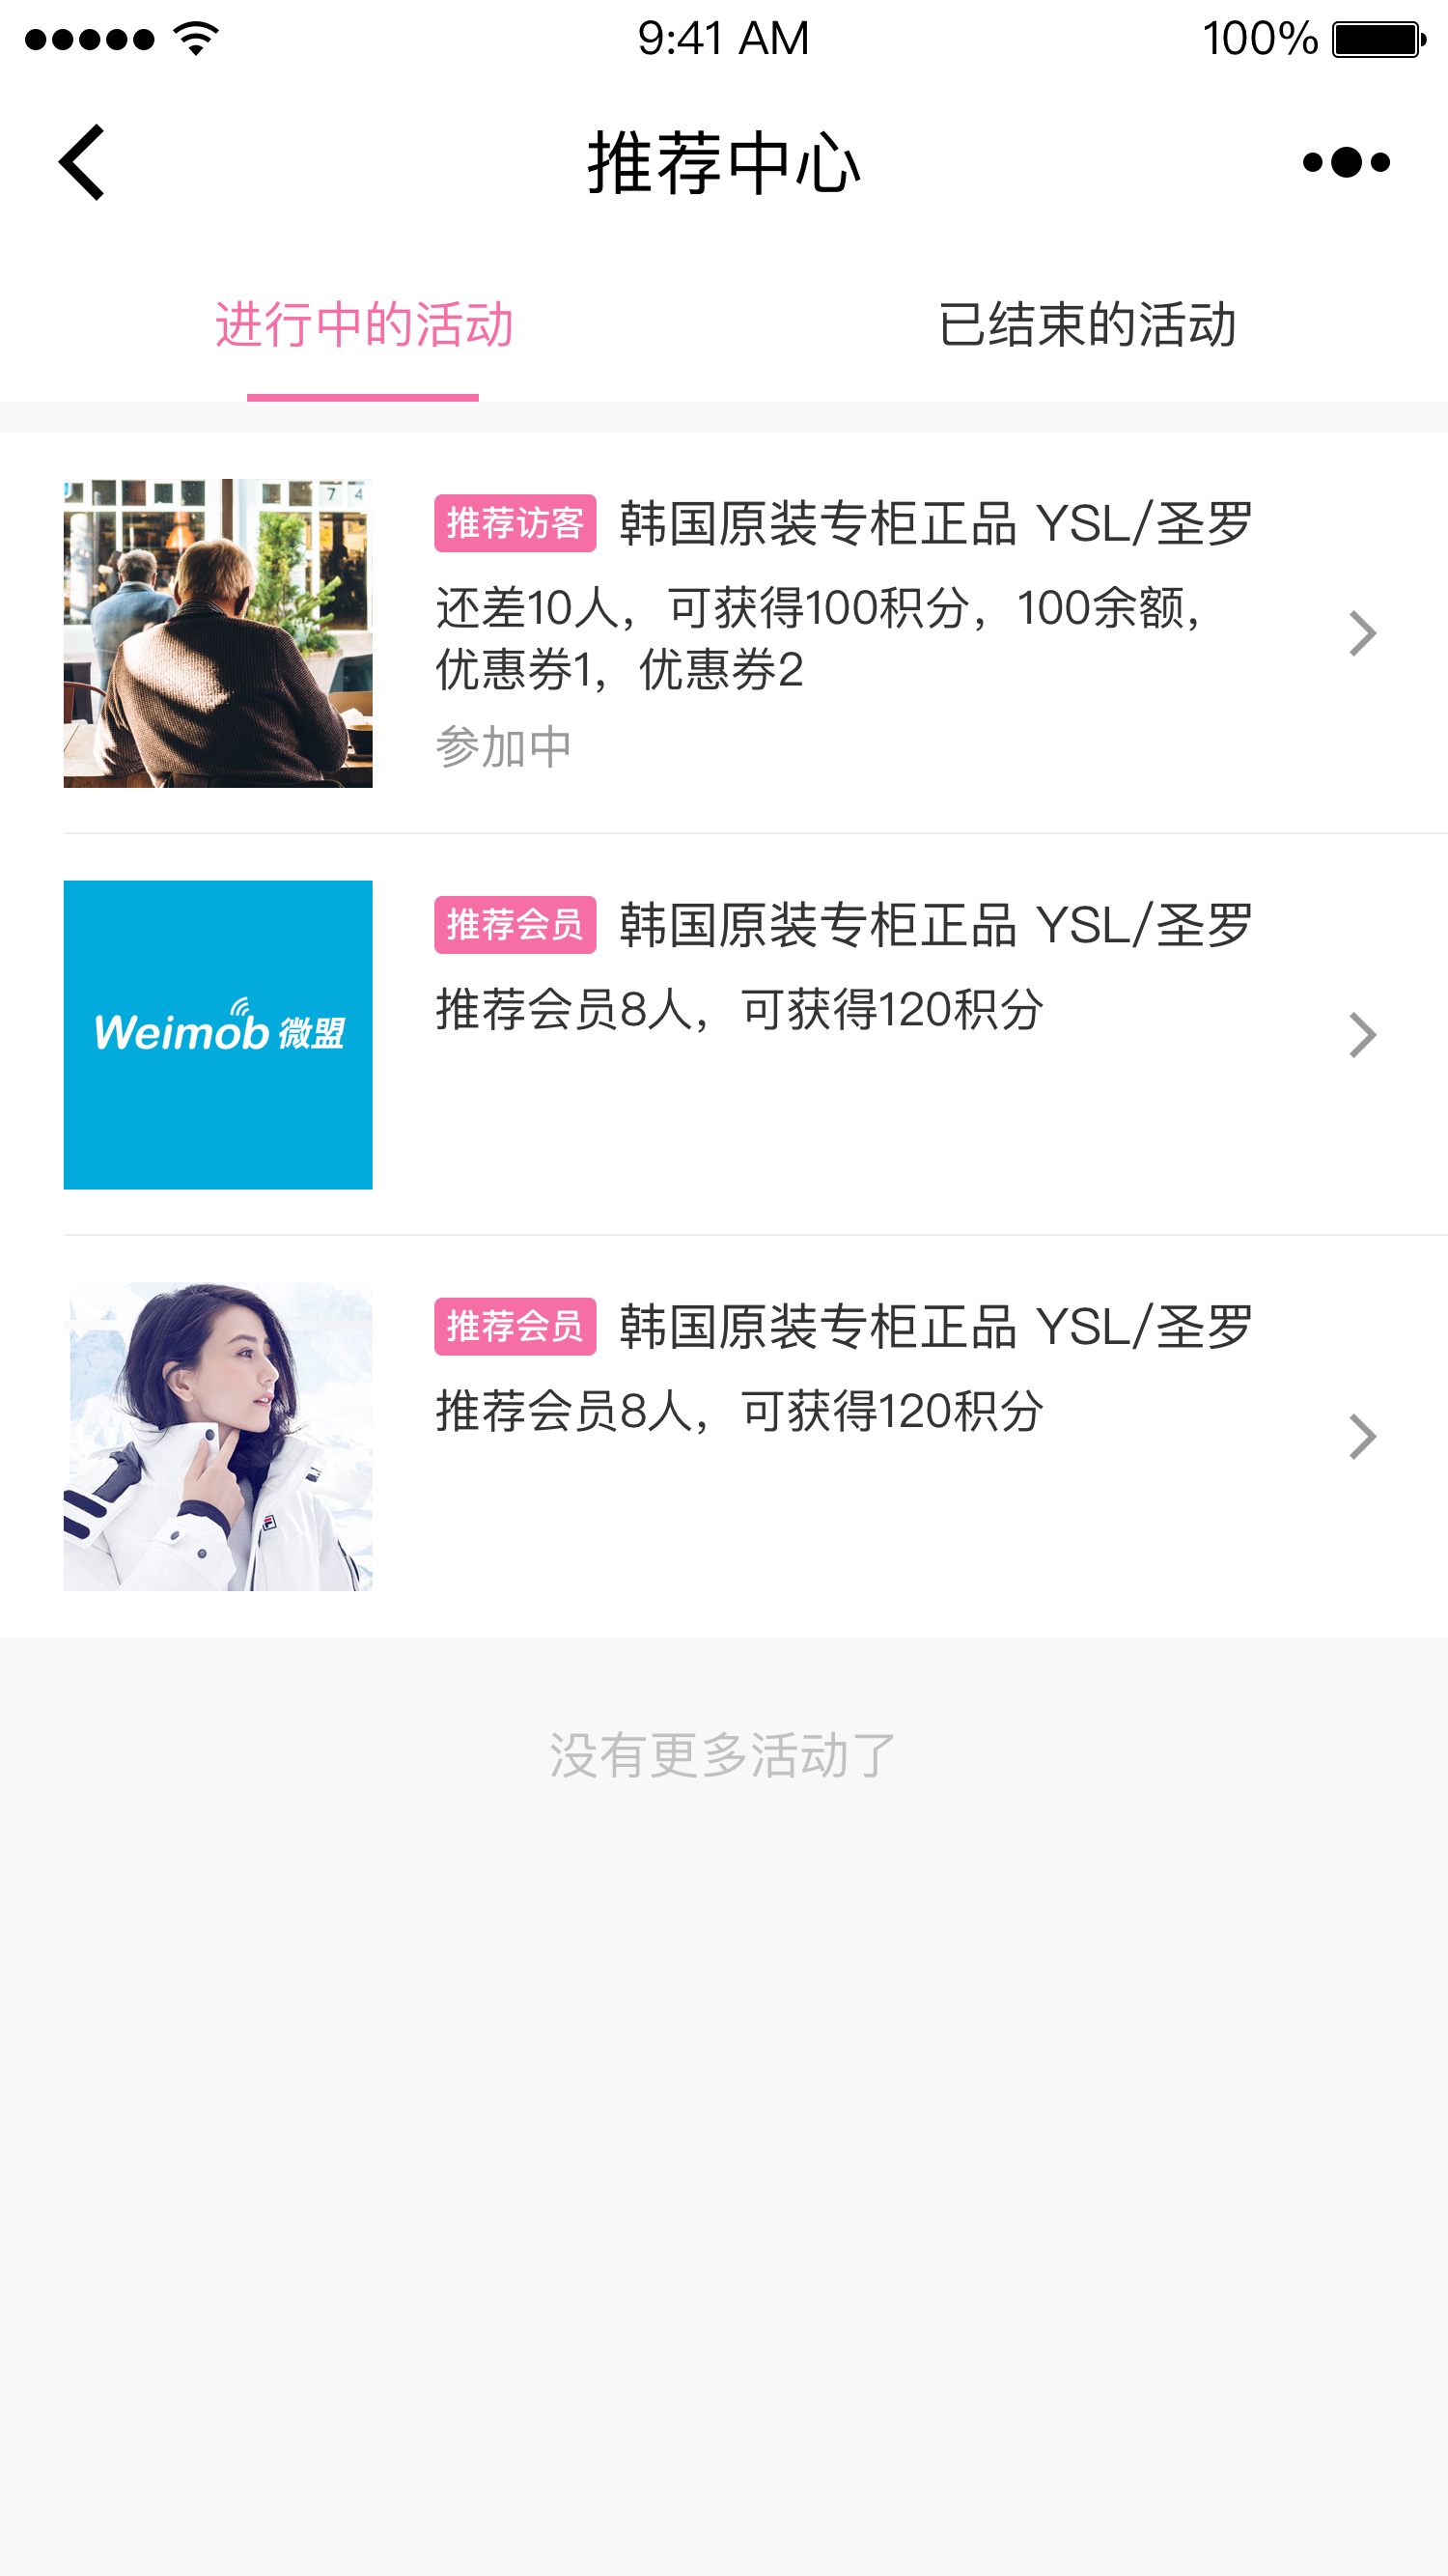 9:41 AM
100%
推荐中心
进行中的活动
已结束的活动
7 4
推荐访客 韩国原装专柜正品 YSL/圣罗
还差10人，可获得100积分，100余额，
优惠券1，优惠券2
参加中
Weimob 微盟
推荐会员 韩国原装专柜正品 YSL/圣罗
推荐会员8人，可获得120积分
推荐会员 韩国原装专柜正品 YSL/圣罗
推荐会员8人，可获得120积分
没有更多活动了